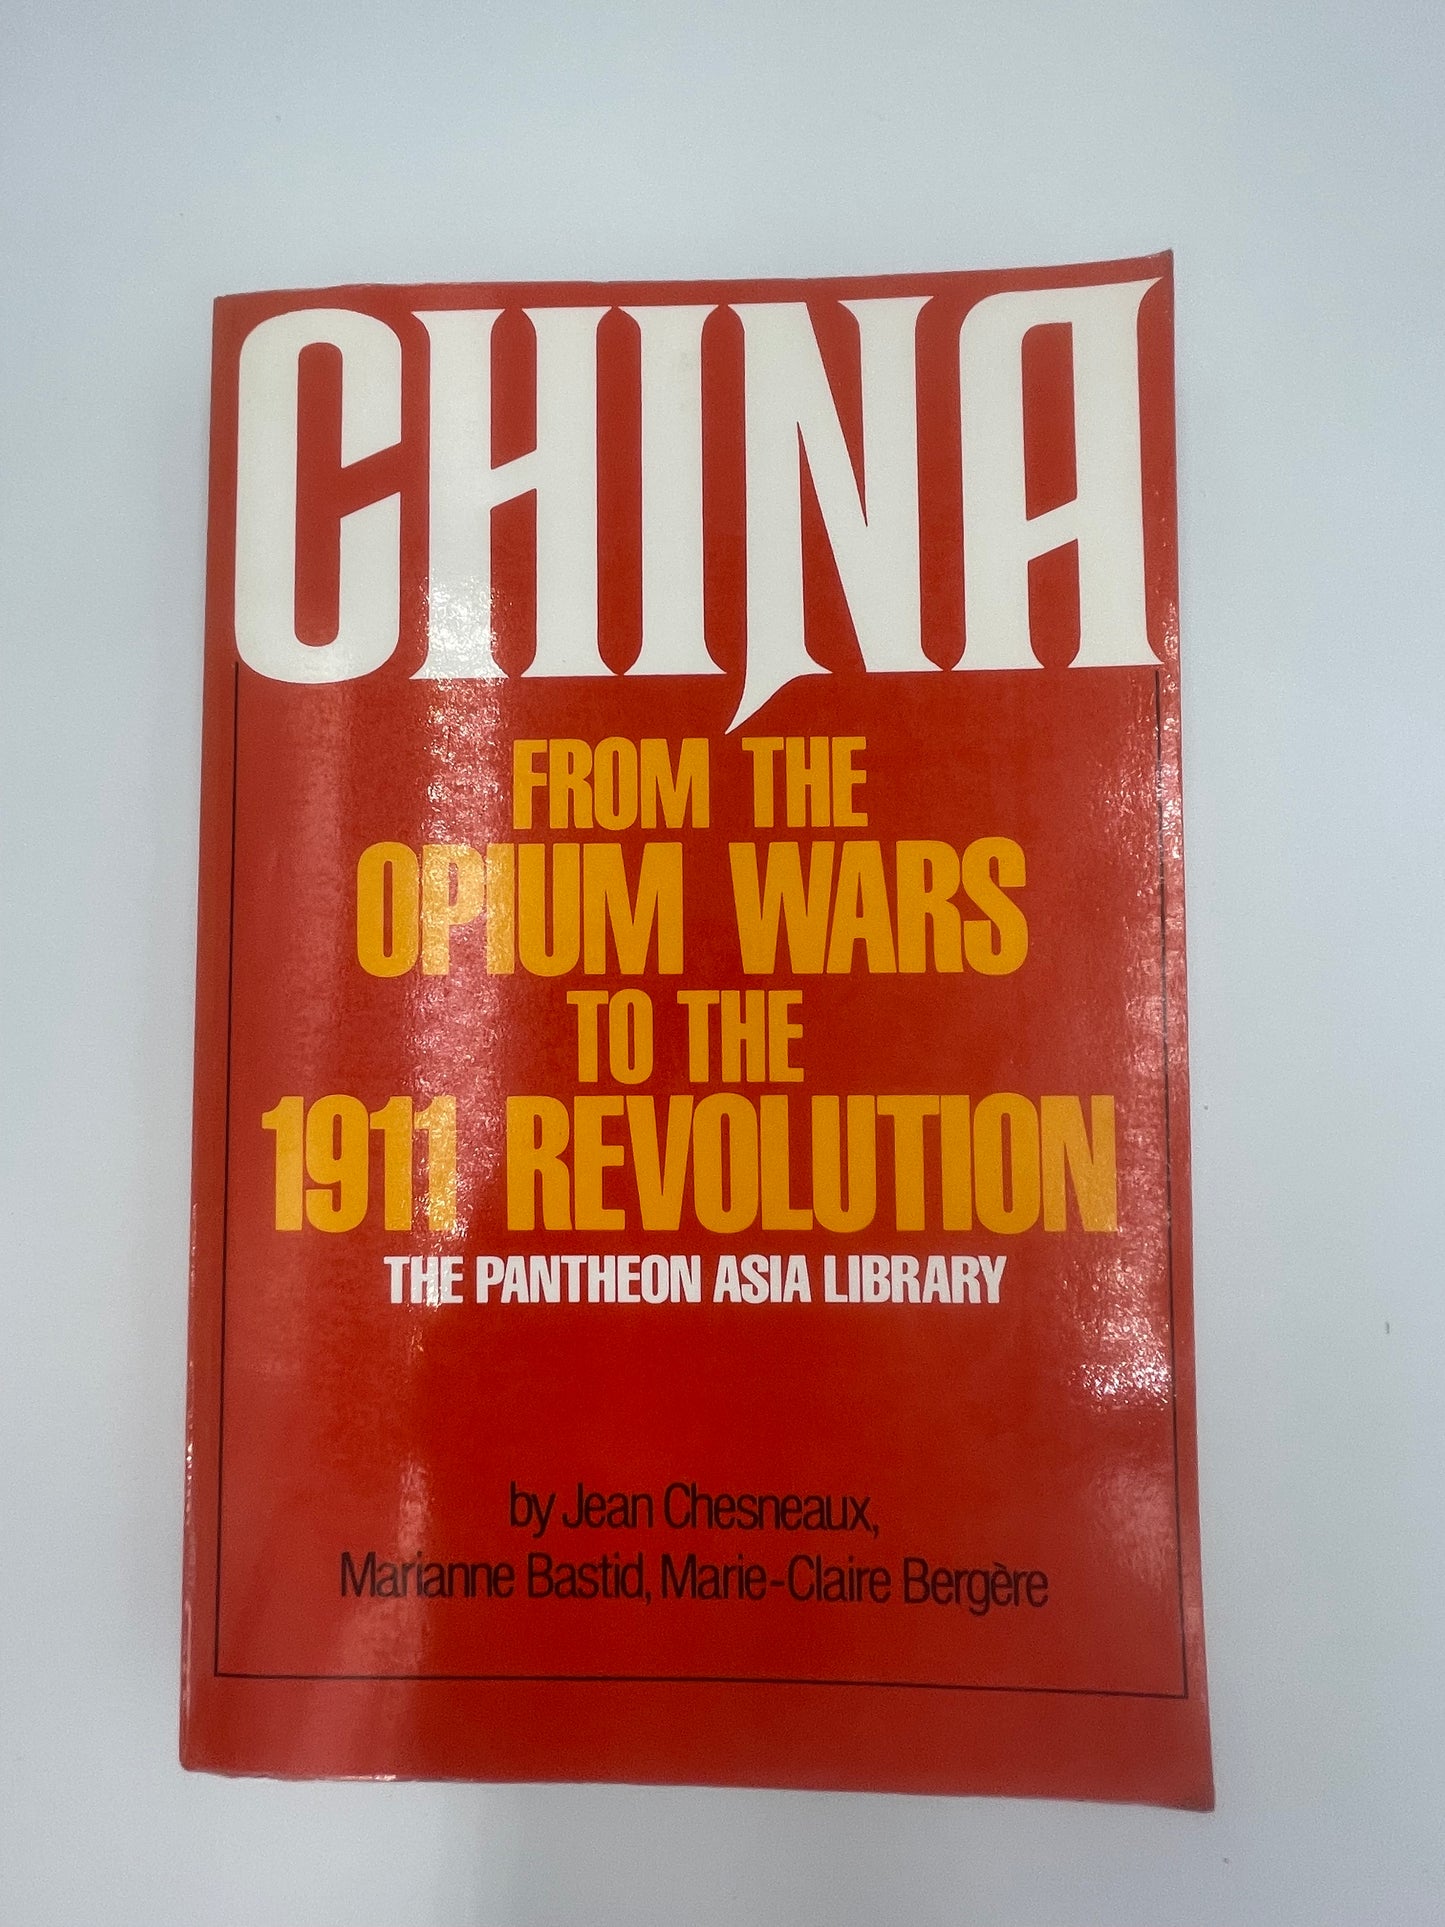 CHINA
FROM THE
OPIUM WARS
TO THE
1911 REVOLUTION
THE PANTHEON ASIA LIBRARY
by Jean Chesneaux,
Marianne Bastid, Marie-Claire Bergère